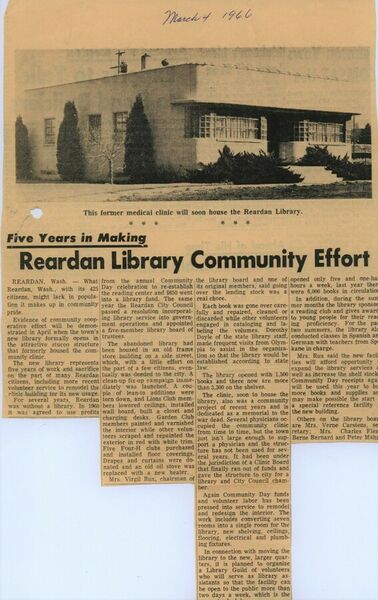 March 4 1966
This former medical clinic will soon house the Reardan Library.
* * *
* * *
Five Years in Making
Reardan Library Community Effort
REARDAN, Wash. — What
Reardan, Wash., with its 425
citizens, might lack in popula-
tion it makes up in community
pride.
Evidence of community coop-
erative effort will be demon-
strated in April when the town's
new library formally opens in
the attractive stucco structure
that formerly housed the com-
munity clinic.
The new library represents
five years of work and sacrifice
on the part of many Reardan
citizens, including more recent
volunteer service to remodel the
clinic building for its new usage.
For several years, Reardan
was without a library. In 1961
it was agreed to use profits
from the annual Community
Day celebration to re-establish
the reading center and $650 went
into a library fund. The same
year the Reardan City Council
passed a resolution incorporat-
ing library service into govern-
ment operations and appointed
a five-member library board of
trustees.
The abandoned library had
been housed in an old frame
store building on a side street,
which, with a little effort on
the part of a few citizens, even-
tually was deeded to the city. A
clean-up fix-up campaign imme-
diately was launched. A cou-
ple of lean-to additions were
torn down, and Lions Club mem-
bers lowered ceilings, put up
wall board, built a closet and
charging desks. Garden Club
members painted and varnished
the interior while other volun-
teers scraped and repainted the
exterior in red with white trim.
Five Four-H clubs purchased
and installed floor coverings.
Drapes and curtains were do-
nated and an old oil stove was
replaced with a new heater.
Mrs. Virgil Rux, chairman of
the library board and one of
its original members, said going
over the lending stock was a
real chore.
Each book was gone over care-
fully and repaired, cleaned or
discarded while other volunteers
engaged in cataloging and la-
beling the volumes. Dorothy
Doyle of the state library staff
made frequent visits from Olym-
pia to assist with the organiza-
tion so that the library would be
established according to state
law.
The library opened with 1,500
books and there now are more
than 3,200 on the shelves.
The clinic, soon to house the
library, also was a community
project of recent years and is
dedicated as a memorial to the
war dead. Several physicians oc-
cupied the community clinic
from time to time, but the town
just isn't large enough to sup-
port a physician and the struc-
ture has not been used for sev-
eral years. It had been under
the jurisdiction of a Clinic Board
that finally ran out of funds and
gave the structure to city for
a library and City Council cham-
ber.
Again Community Day funds
and volunteer labor has been
pressed into service to remodel
and redesign the interior. The
work includes converting seven
rooms into a single room for the
library, new shelving, ceilings,
flooring, electrical and plumb-
ing fixtures.
In connection with moving the
library to the new, larger quar-
ters, it is planned to organize
a Library Guild of volunteers
who will serve as library as-
sistants so that the facility can
be open to the public more than
two days a week, which is the
opened only five and one-ha
hours a week, last year ther
were 6,000 books in circulation
In addition, during the sum
mer months the library sponsor
a reading club and gives award
to young people for their read-
ing proficiency. For the pas
two summers, the library als
conducted classes in Spanish an
German with teachers from Spo
kane in charge.
Mrs. Rux said the new facil
ties will afford opportunity t
expand the library services a
well as increase the shelf stock
Community Day receipts aga
will be used this year to bu
more books and supplies an
may make possible the start o
a special reference facility i
the new building.
Others on the library boar
are Mrs. Verne Carstens, se
retary; Mrs. Charles Fles
Berne Bernard and Peter Mahr